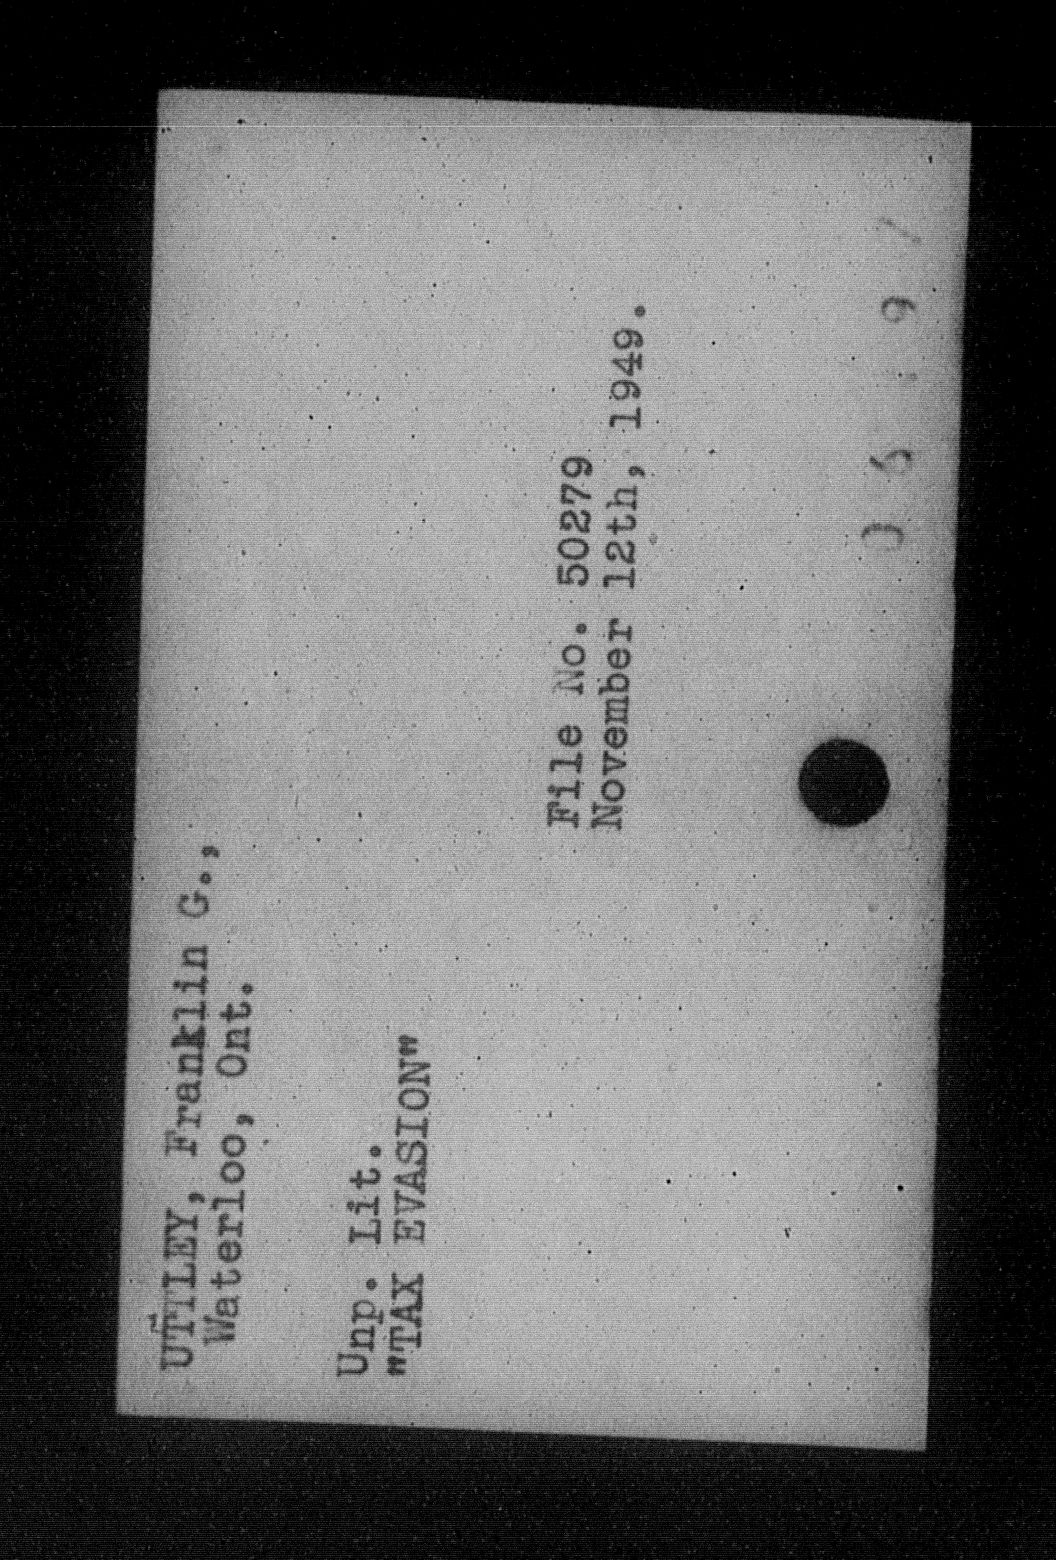 UTTLEY, Franklin G.,
Waterloo, Ont.
Unp. Lit.
"TAX EVASION"
File No. 50279
November 12th, 1949.